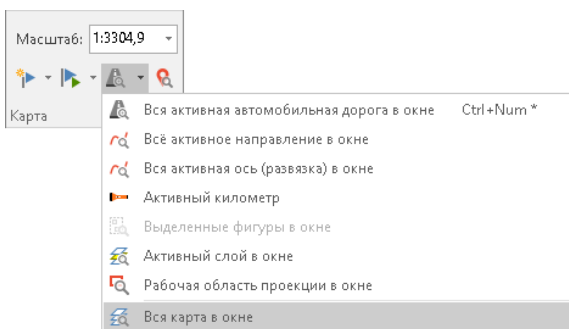 Масштаб: 1:3304,9
Карта
Вся активная автомобильная дорога в окне Ctrl+Num *
Всё активное направление в окне
Вся активная ось (развязка) в окне
Активный километр
Выделенные фигуры в окне
Активный слой в окне
Рабочая область проекции в окне
Вся карта в окне